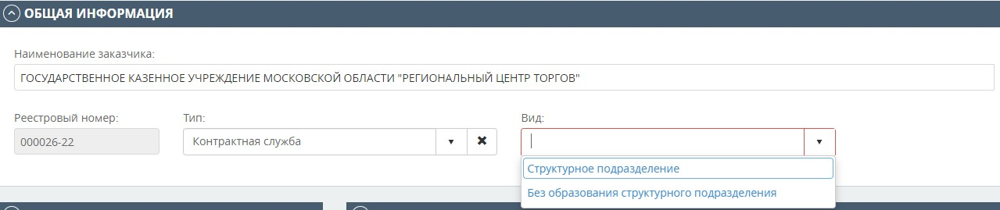 ОБЩАЯ ИНФОРМАЦИЯ
Наименование заказчика:
ГОСУДАРСТВЕННОЕ КАЗЕННОЕ УЧРЕЖДЕНИЕ МОСКОВСКОЙ ОБЛАСТИ "РЕГИОНАЛЬНЫЙ ЦЕНТР ТОРГОВ"
Реестровый номер: Тип: Вид:
000026-22 Контрактная служба
Структурное подразделение
Без образования структурного подразделения